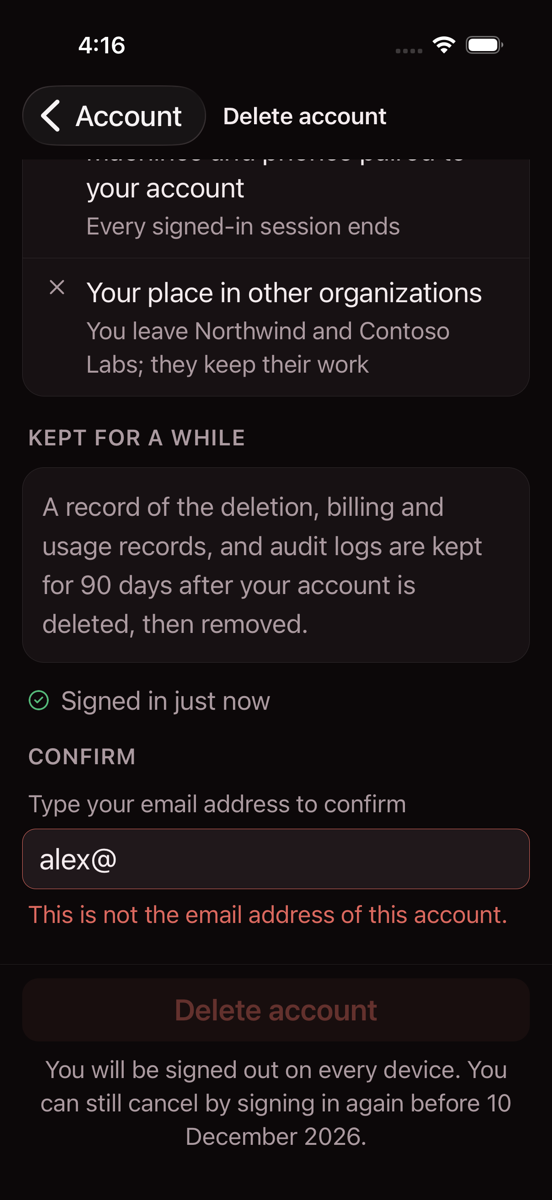 4:16
Account
Delete account
machines and phones paired to
your account
Every signed-in session ends
Your place in other organizations
You leave Northwind and Contoso
Labs; they keep their work
KEPT FOR A WHILE
A record of the deletion, billing and
usage records, and audit logs are kept
for 90 days after your account is
deleted, then removed.
Signed in just now
CONFIRM
Type your email address to confirm
alex@
This is not the email address of this account.
Delete account
You will be signed out on every device. You
can still cancel by signing in again before 10
December 2026.